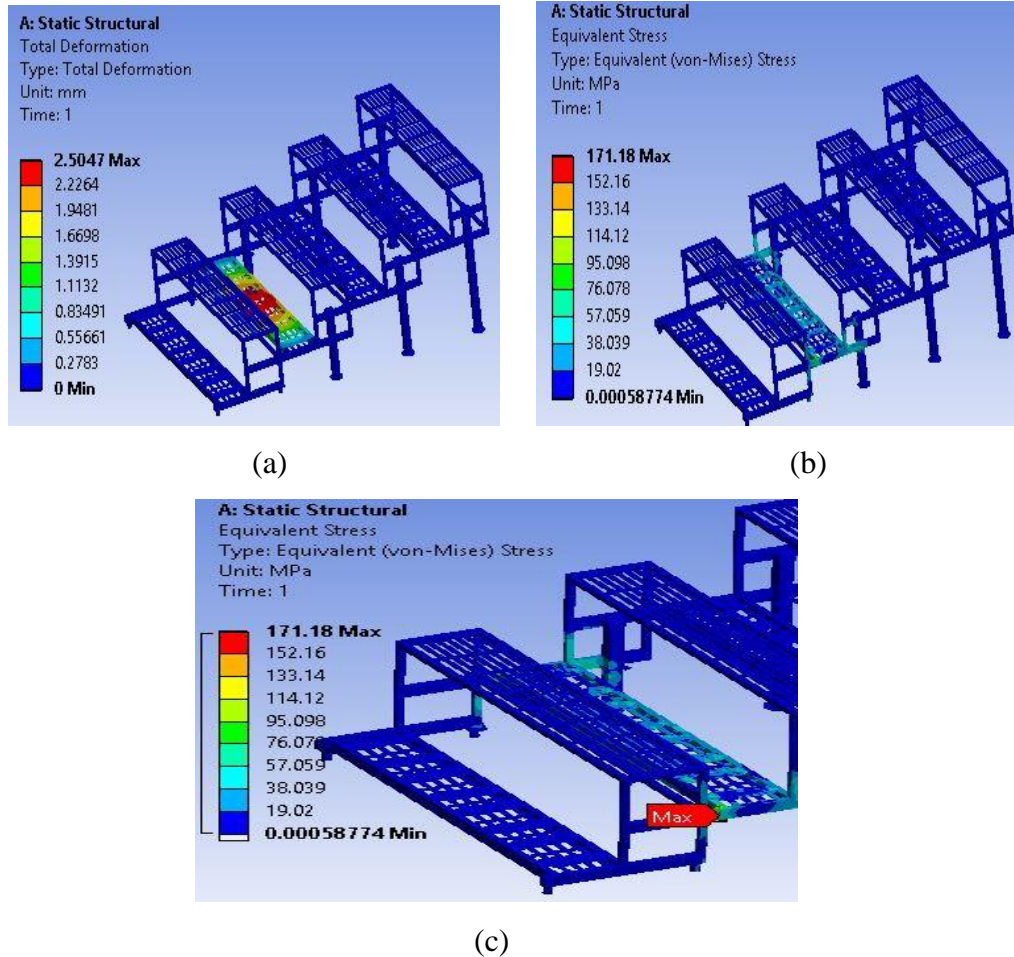 A: Static Structural
Total Deformation
Type: Total Deformation
Unit: mm
Time: 1
2.5047 Max
2.2264
1.9481
1.6698
1.3915
1.1132
0.83491
0.55661
0.2783
0 Min
(a)
A: Static Structural
Equivalent Stress
Type: Equivalent (von-Mises) Stress
Unit: MPa
Time: 1
171.18 Max
152.16
133.14
114.12
95.098
76.078
57.059
38.039
19.02
0.00058774 Min
(b)
A: Static Structural
Equivalent Stress
Type: Equivalent (von-Mises) Stress
Unit: MPa
Time: 1
171.18 Max
152.16
133.14
114.12
95.098
76.078
57.059
38.039
19.02
0.00058774 Min
Max
(c)